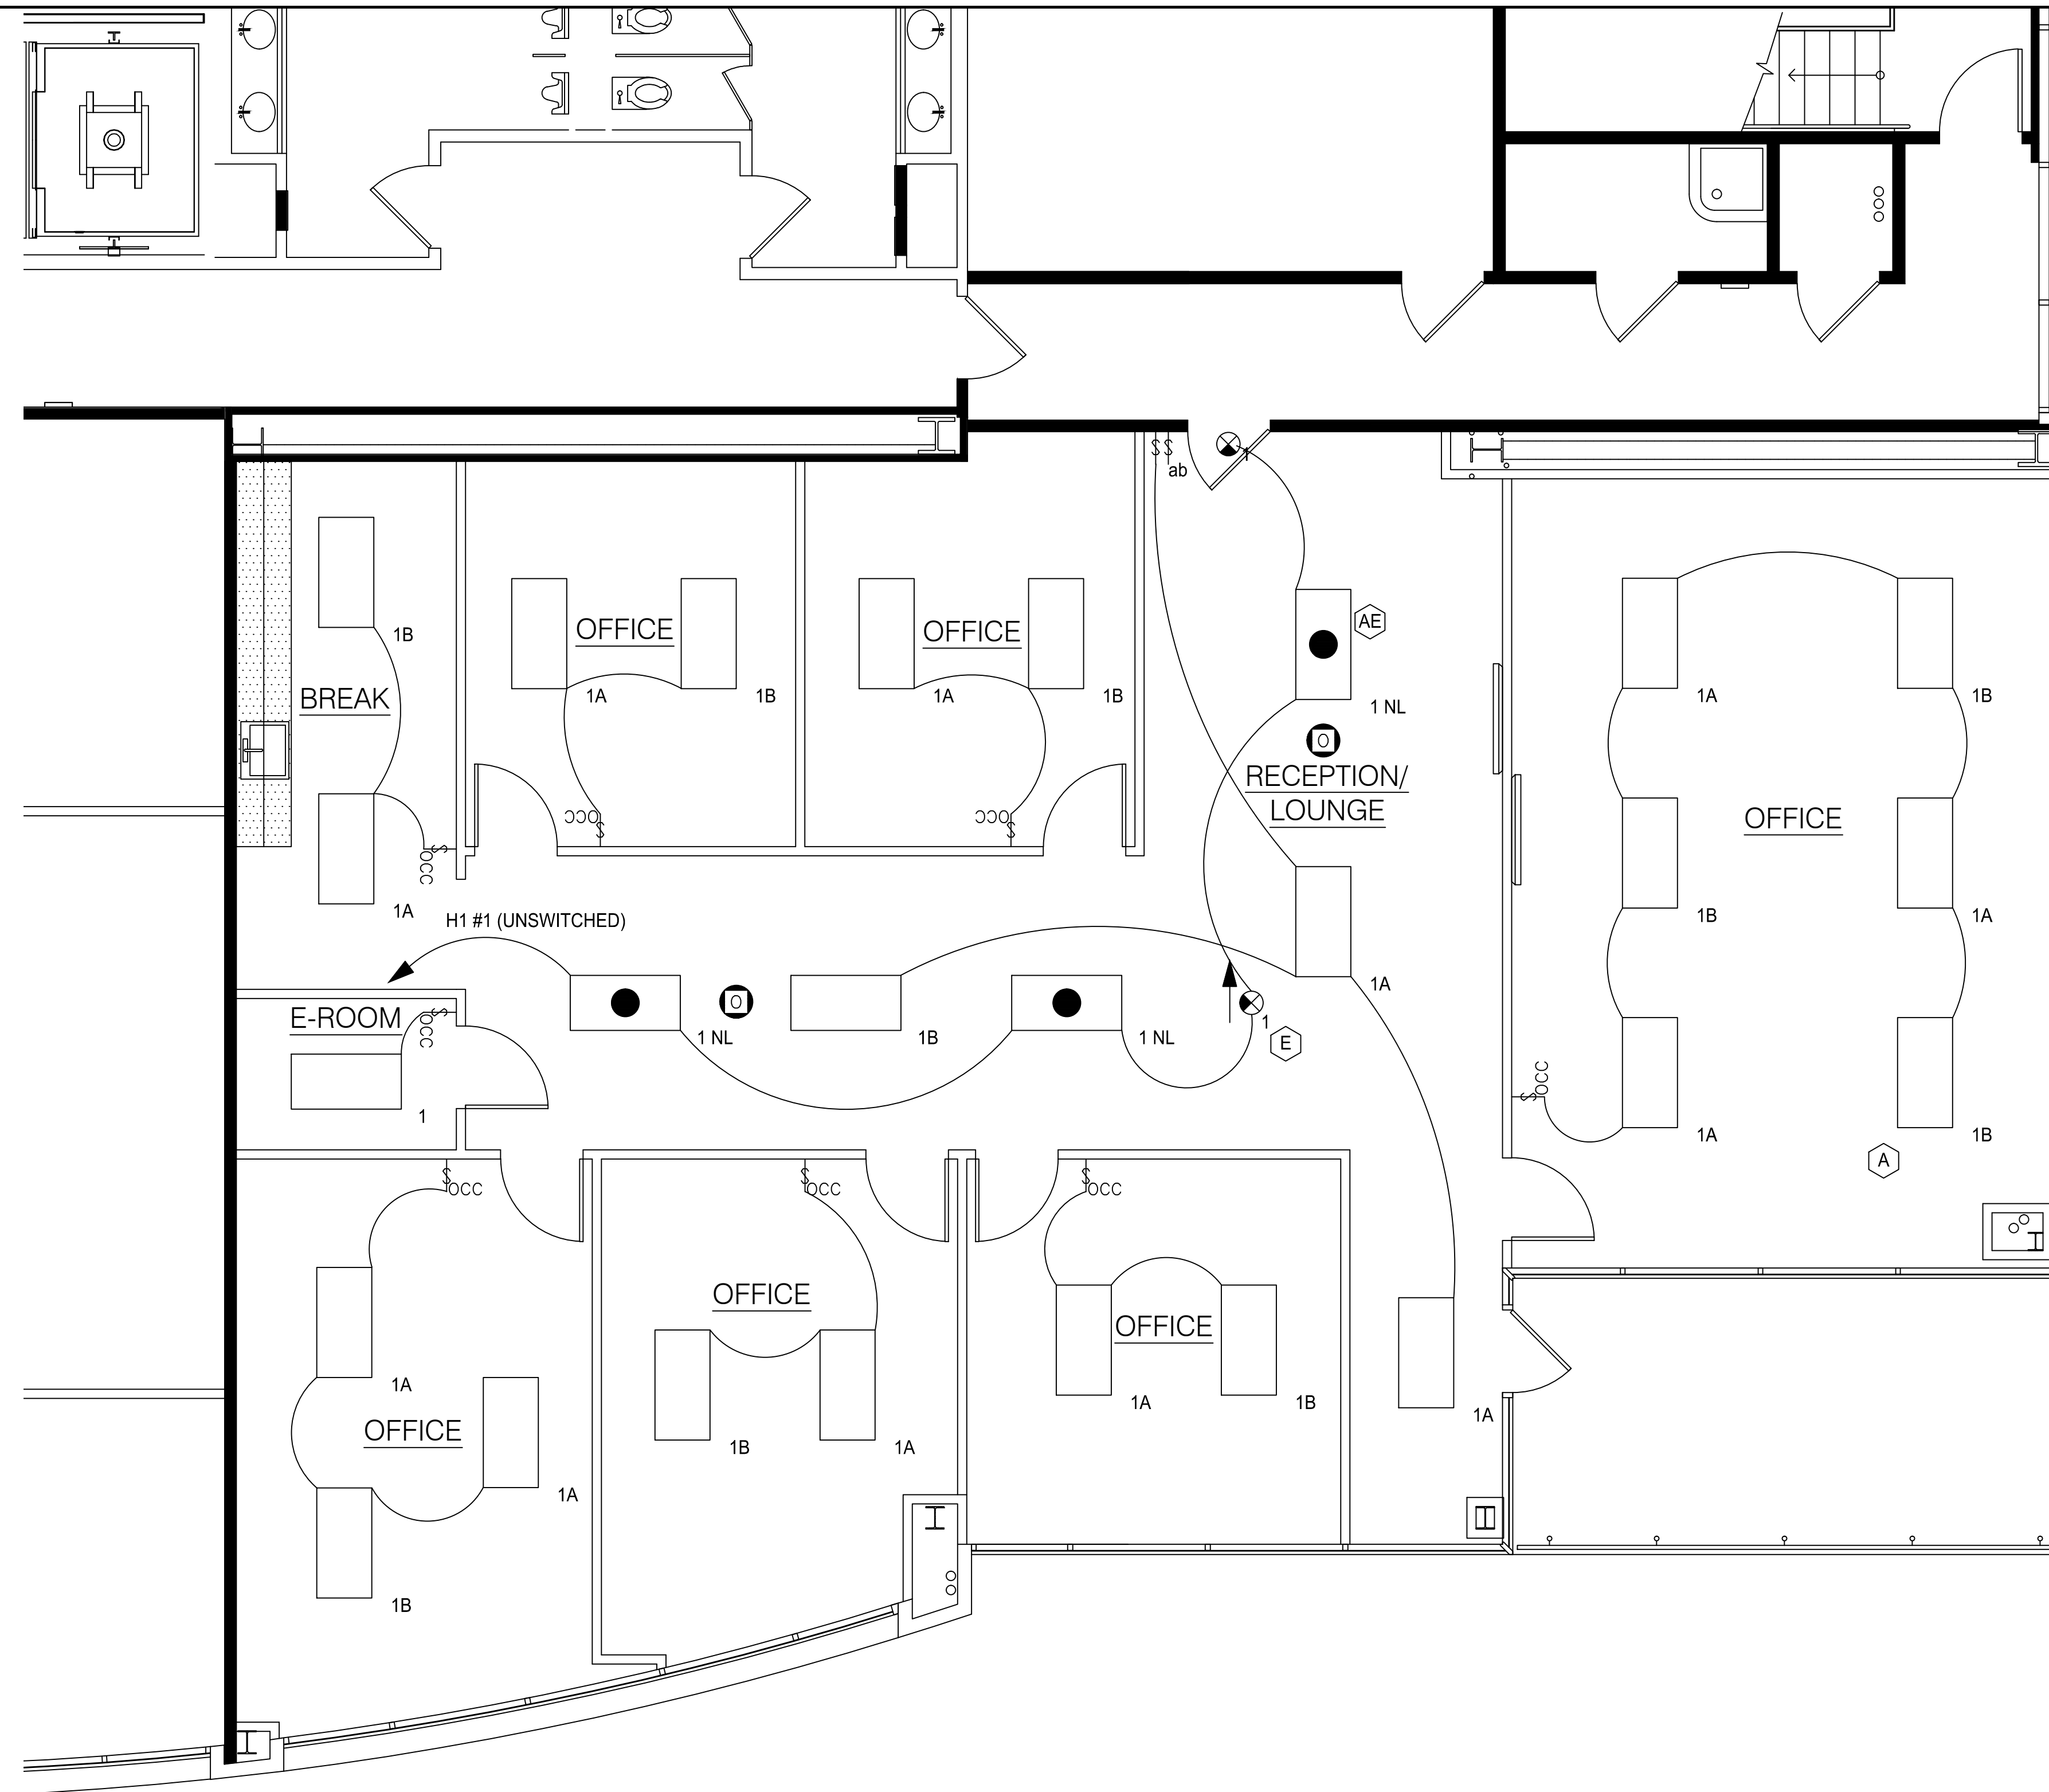 1
$ $
ab
AE
1B
OFFICE
OFFICE
1A
1B
1A
1B
1 NL
1A
1B
BREAK
O
RECEPTION/
LOUNGE
OFFICE
$
OCC
$
OCC
$
OCC
1A
H1 #1 (UNSWITCHED)
1B
1A
1A
E-ROOM
$
OCC
O
1 NL
1B
1 NL
1
E
1
$
OCC
1A
1B
A
$
OCC
$
OCC
$
OCC
OFFICE
OFFICE
1A
1A
1B
1A
OFFICE
1B
1A
1A
1B